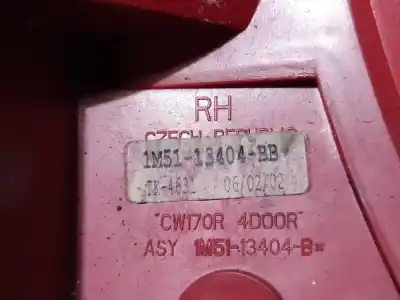 RH
CZECH REPUBLIC
1M51-13404-BB
06/02/02
"CW170R 4DOOR"
ASY 1M51-13404-B*